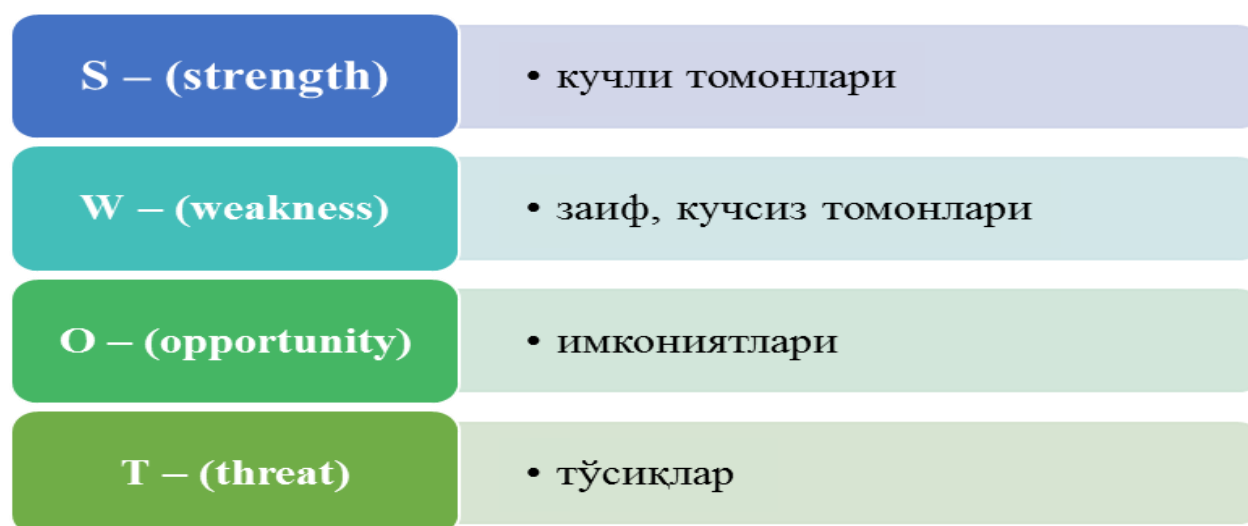 S – (strength)
• кучли томонлари
W – (weakness)
• заиф, кучсиз томонлари
O – (opportunity)
• имкониятлари
T – (threat)
• тўсиқлар